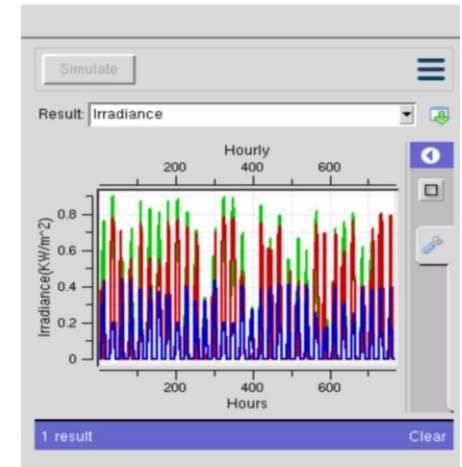 Simulate
Result: Irradiance
Hourly
200 400 600
Irradiance(KW/m^2)
0.8
0.6
0.4
0.2
0
200 400 600
Hours
1 result Clear